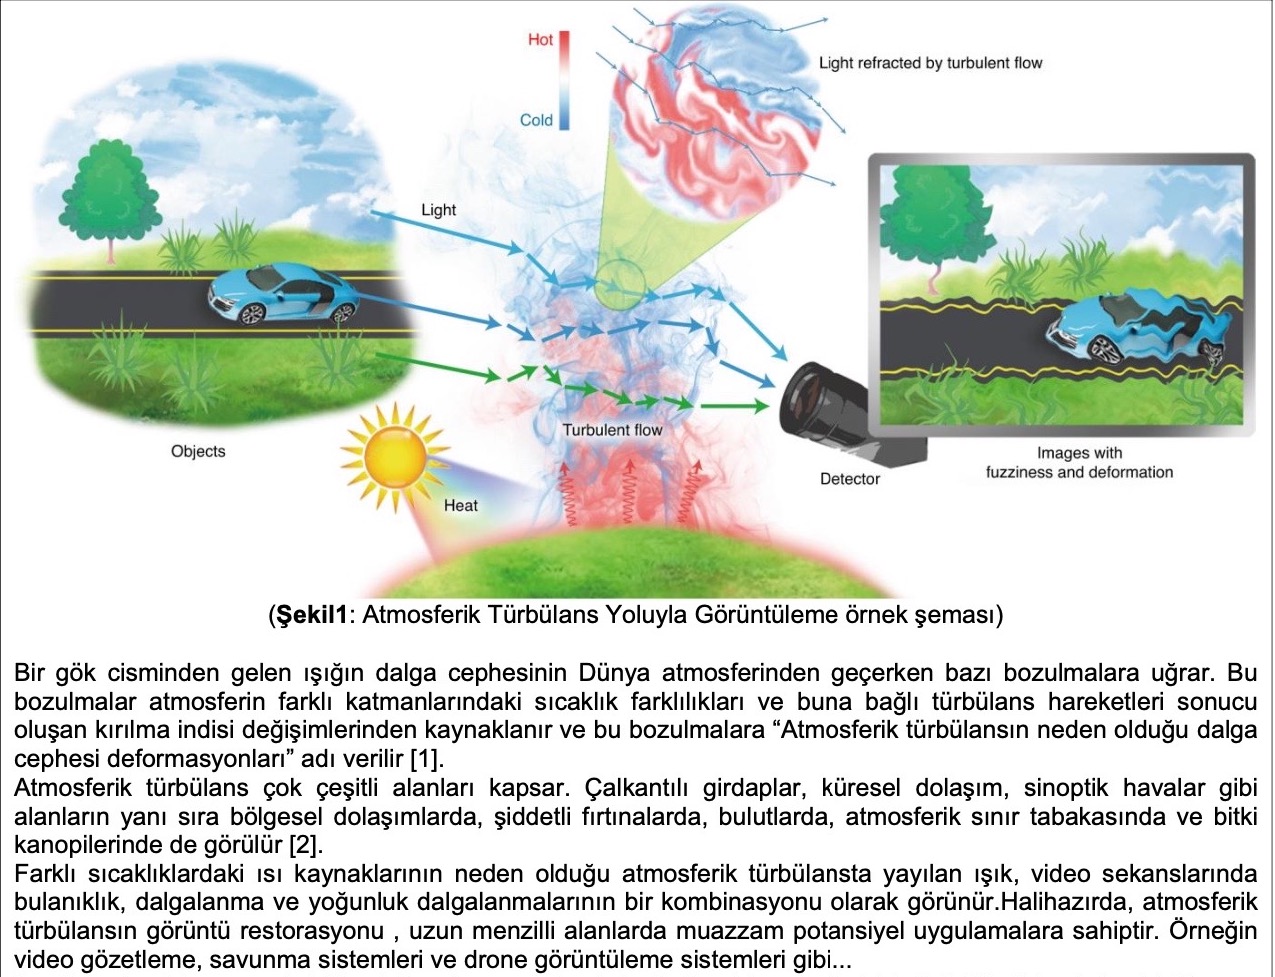 Hot
Cold
Light refracted by turbulent flow
Light
Turbulent flow
Objects
Heat
Detector
Images with
fuzziness and deformation
(Şekil1: Atmosferik Türbülans Yoluyla Görüntüleme örnek şeması)
Bir gök cisminden gelen ışığın dalga cephesinin Dünya atmosferinden geçerken bazı bozulmalara uğrar. Bu
bozulmalar atmosferin farklı katmanlarındaki sıcaklık farklılıkları ve buna bağlı türbülans hareketleri sonucu
oluşan kırılma indisi değişimlerinden kaynaklanır ve bu bozulmalara “Atmosferik türbülansın neden olduğu dalga
cephesi deformasyonları” adı verilir [1].
Atmosferik türbülans çok çeşitli alanları kapsar. Çalkantılı girdaplar, küresel dolaşım, sinoptik havalar gibi
alanların yanı sıra bölgesel dolaşımlarda, şiddetli fırtınalarda, bulutlarda, atmosferik sınır tabakasında ve bitki
kanopilerinde de görülür [2].
Farklı sıcaklıklardaki ısı kaynaklarının neden olduğu atmosferik türbülansta yayılan ışık, video sekanslarında
bulanıklık, dalgalanma ve yoğunluk dalgalanmalarının bir kombinasyonu olarak görünür.Halihazırda, atmosferik
türbülansın görüntü restorasyonu , uzun menzilli alanlarda muazzam potansiyel uygulamalara sahiptir. Örneğin
video gözetleme, savunma sistemleri ve drone görüntüleme sistemleri gibi...